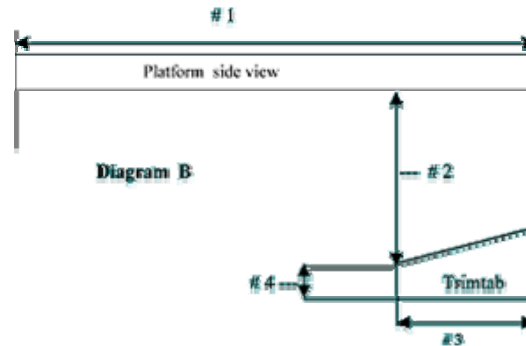 # 1
Platform side view
Diagram B
# 2
# 4
Trimtab
#3